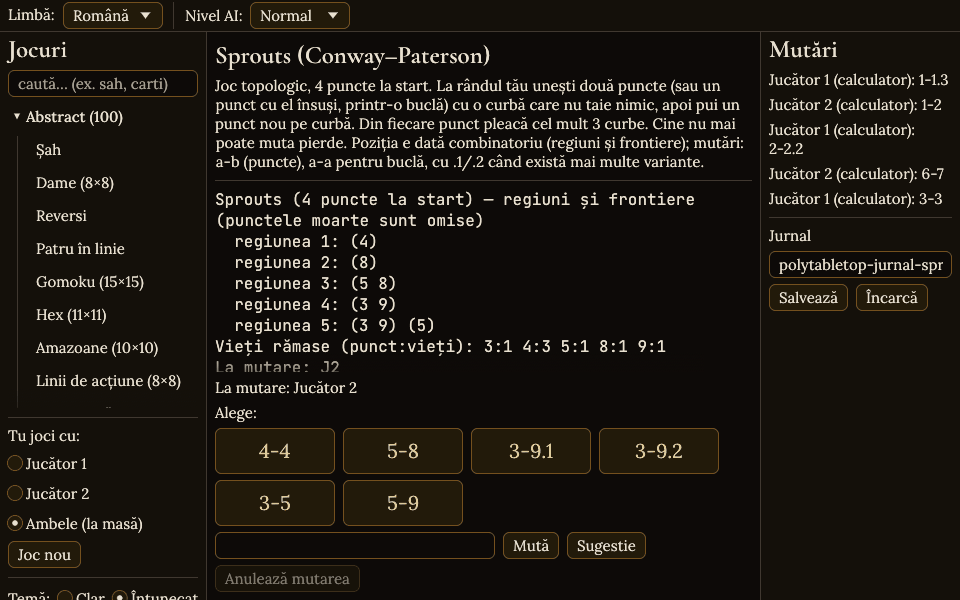 Limbă: Română ▼ Nivel AI: Normal ▼
Jocuri
caută... (ex. sah, carti)
▼ Abstract (100)
Șah
Dame (8×8)
Reversi
Patru în linie
Gomoku (15×15)
Hex (11×11)
Amazoane (10×10)
Linii de acțiune (8×8)
Tu joci cu:
Jucător 1
Jucător 2
Ambele (la masă)
Joc nou
Temă: Clar Întunecat
Sprouts (Conway–Paterson)
Joc topologic, 4 puncte la start. La rândul tău unești două puncte (sau un
punct cu el însuși, printr-o buclă) cu o curbă care nu taie nimic, apoi pui un
punct nou pe curbă. Din fiecare punct pleacă cel mult 3 curbe. Cine nu mai
poate muta pierde. Poziția e dată combinatoriu (regiuni și frontiere); mutări:
a-b (puncte), a-a pentru buclă, cu .1/.2 când există mai multe variante.
Sprouts (4 puncte la start) — regiuni și frontiere
(punctele moarte sunt omise)
regiunea 1: (4)
regiunea 2: (8)
regiunea 3: (5 8)
regiunea 4: (3 9)
regiunea 5: (3 9) (5)
Vieți rămase (punct:vieți): 3:1 4:3 5:1 8:1 9:1
La mutare: J2
La mutare: Jucător 2
Alege:
4-4 5-8 3-9.1 3-9.2
3-5 5-9
Mută Sugestie
Anulează mutarea
Mutări
Jucător 1 (calculator): 1-1.3
Jucător 2 (calculator): 1-2
Jucător 1 (calculator):
2-2.2
Jucător 2 (calculator): 6-7
Jucător 1 (calculator): 3-3
Jurnal
polytabletop-jurnal-spr
Salvează Încarcă